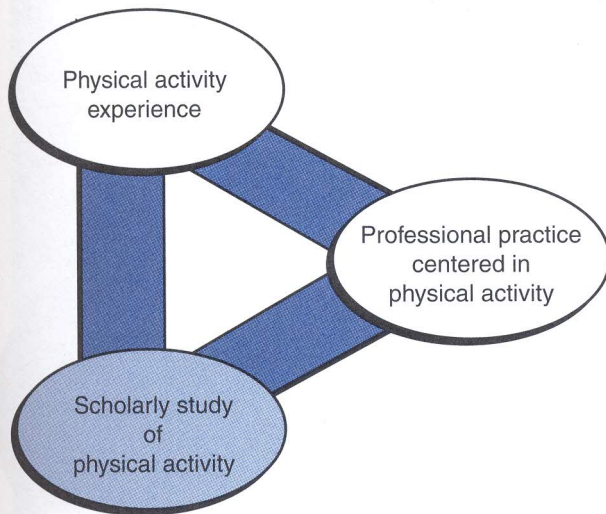 Physical activity
experience
Professional practice
centered in
physical activity
Scholarly study
of
physical activity